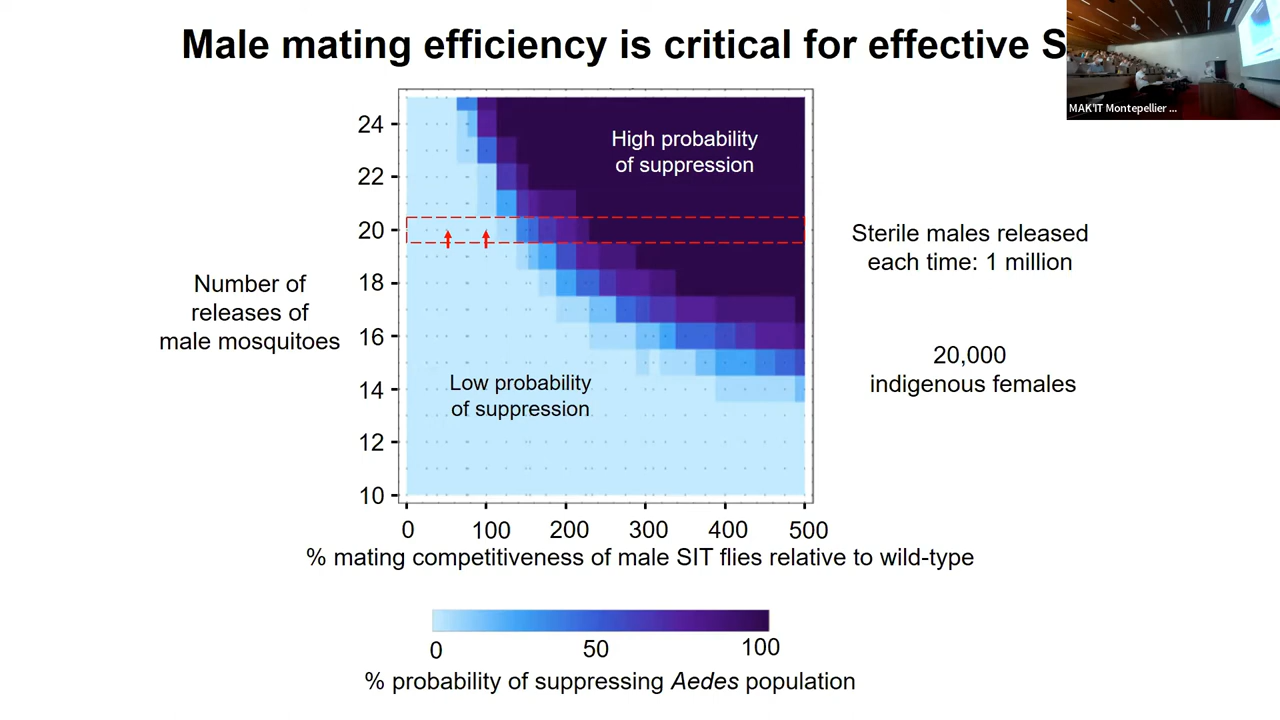 Male mating efficiency is critical for effective S
MAK'IT Montepellier ...
24
22
20
18
16
14
12
10
High probability
of suppression
Low probability
of suppression
Number of
releases of
male mosquitoes
Sterile males released
each time: 1 million
20,000
indigenous females
0 100 200 300 400 500
% mating competitiveness of male SIT flies relative to wild-type
0 50 100
% probability of suppressing Aedes population